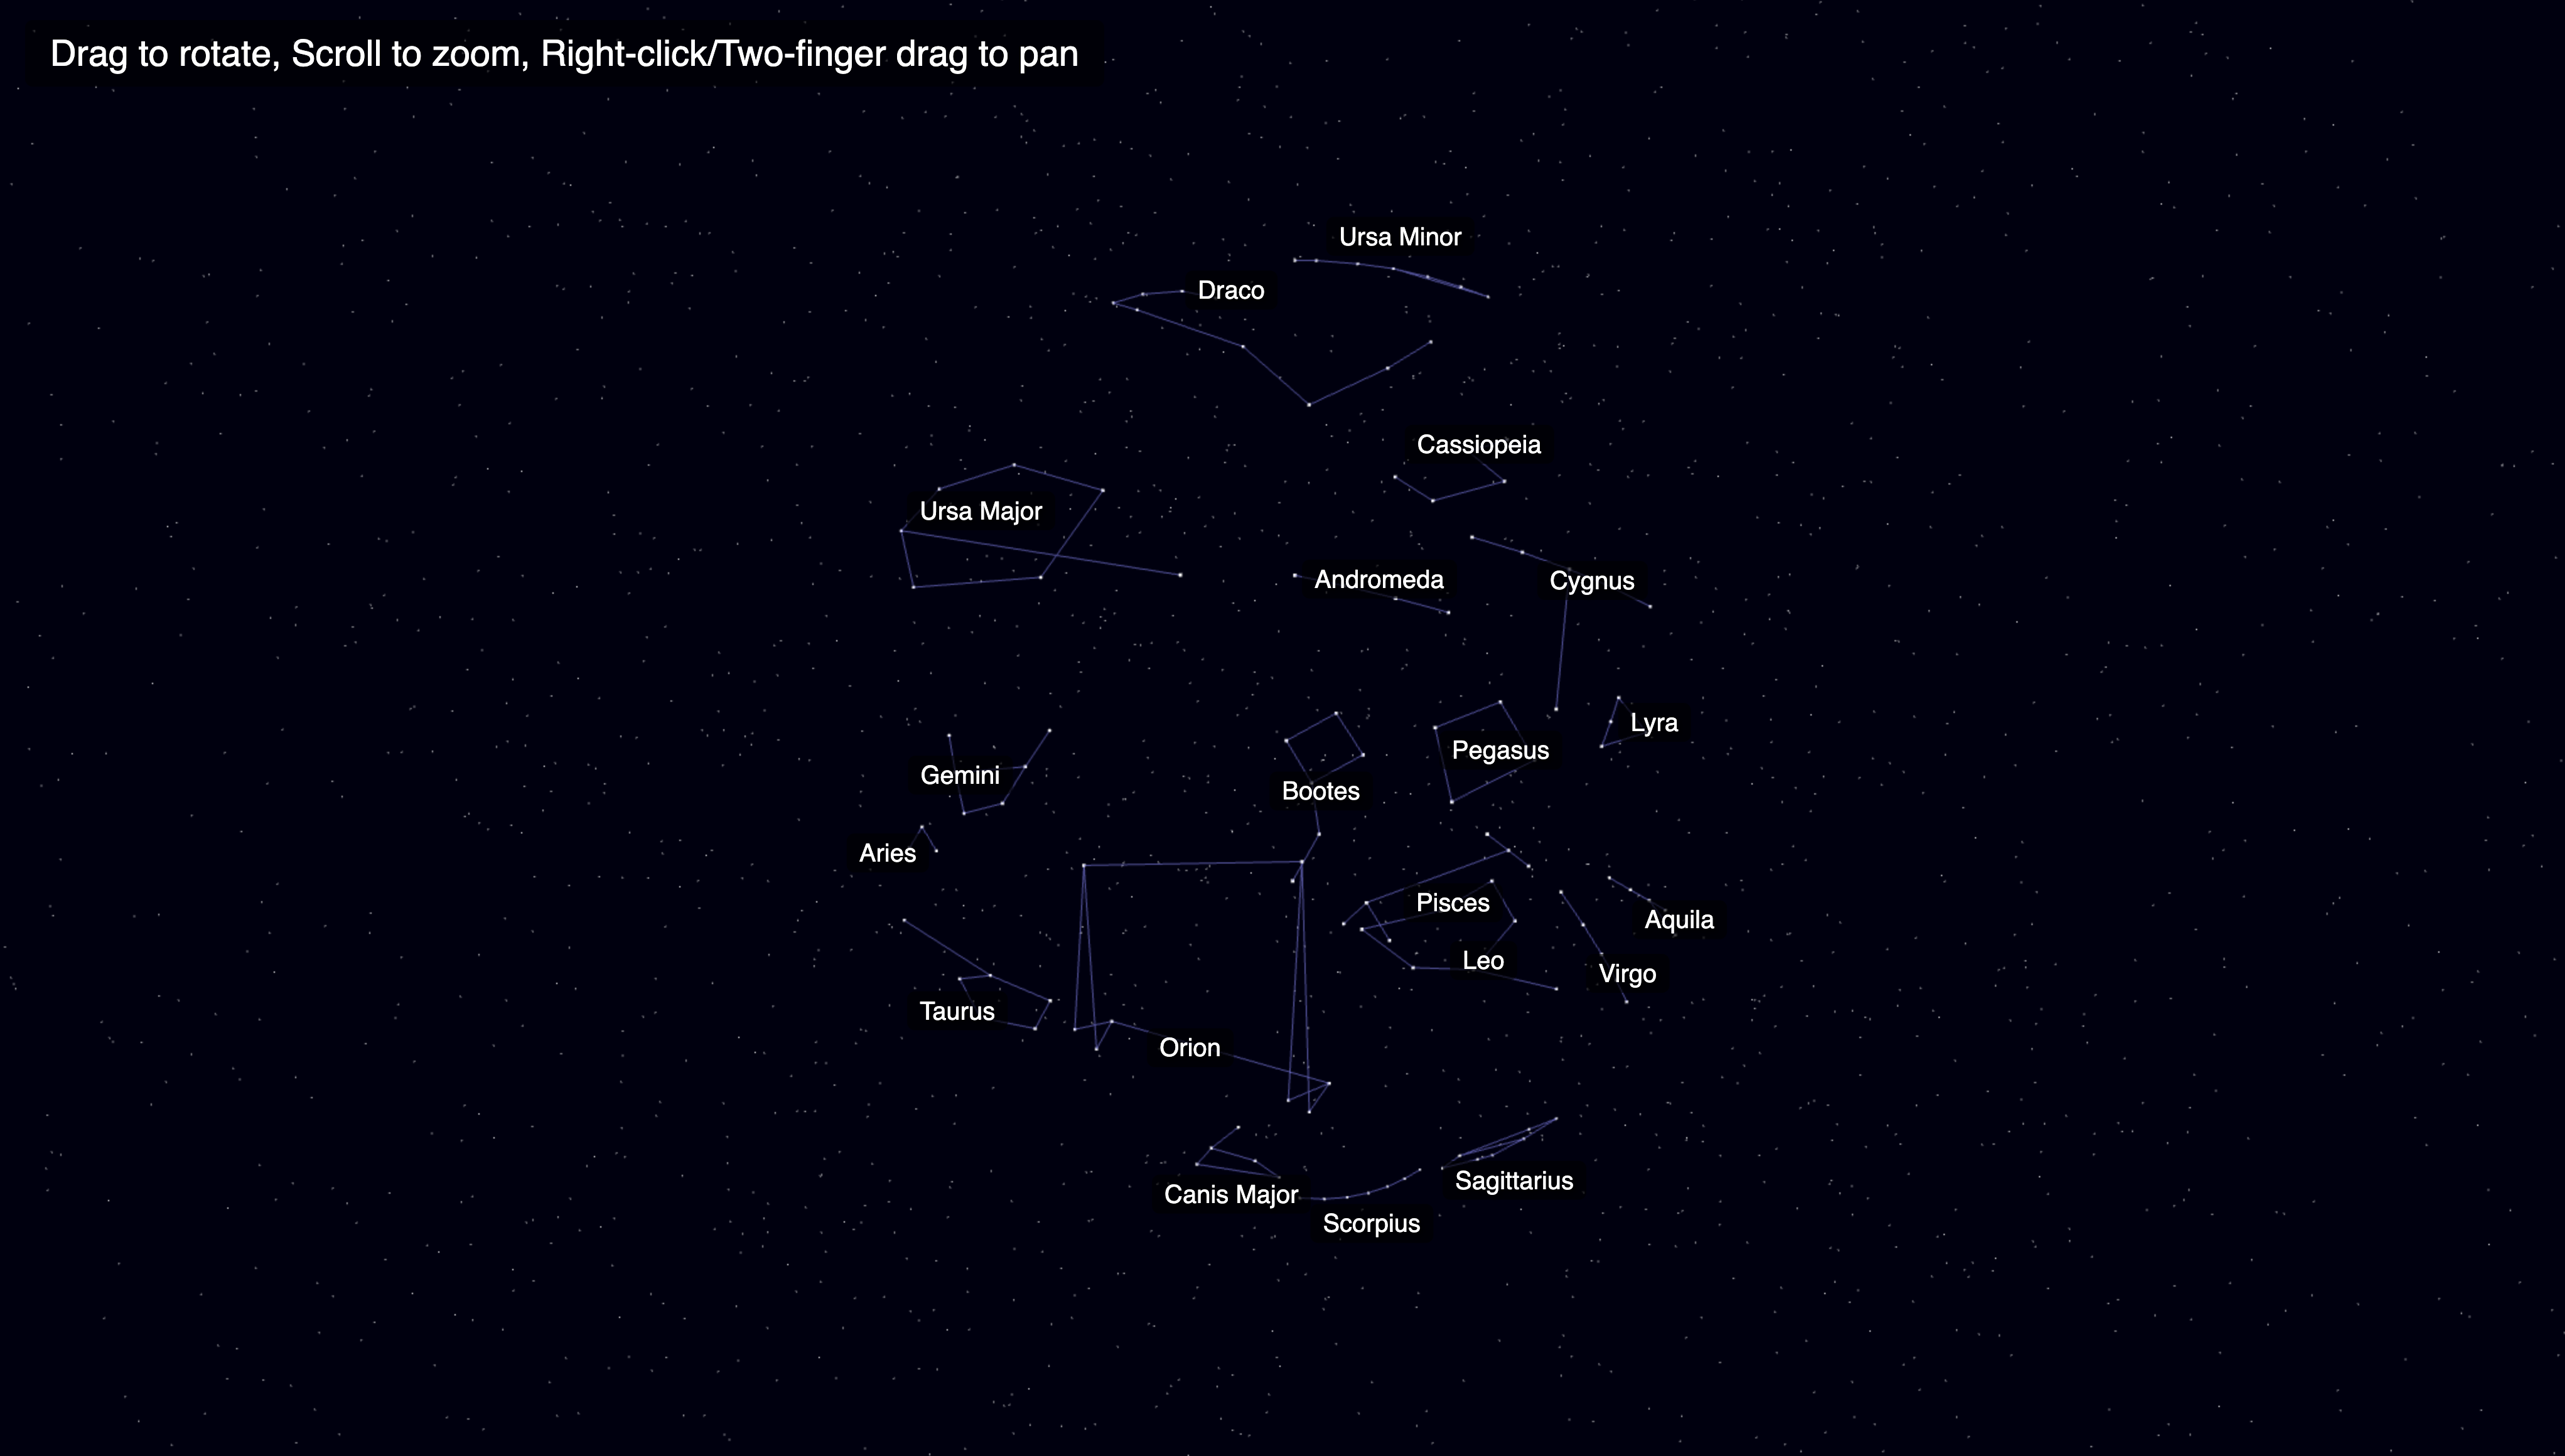 Drag to rotate, Scroll to zoom, Right-click/Two-finger drag to pan
Ursa Minor
Draco
Cassiopeia
Ursa Major
Andromeda
Cygnus
Lyra
Pegasus
Gemini
Bootes
Aries
Pisces
Aquila
Leo
Virgo
Taurus
Orion
Sagittarius
Canis Major
Scorpius